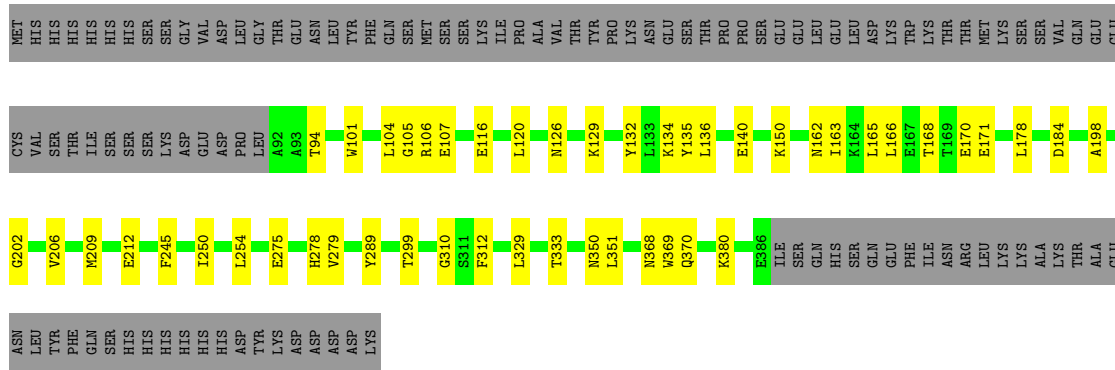 MET HIS HIS HIS HIS HIS HIS SER SER GLY VAL ASP LEU GLY THR GLU ASN LEU TYR PHE GLN SER MET SER SER LYS ILE PRO ALA VAL THR TYR PRO LYS ASN GLU SER THR PRO PRO SER GLU GLU LEU GLU LEU ASP LYS TRP LYS THR THR MET LYS SER SER VAL GLN GLU GLU
CYS VAL SER THR ILE SER SER SER LYS ASP GLU ASP PRO LEU A92 A93 T94 W101 L104 G105 R106 E107 E116 L120 N126 K129 Y132 L133 K134 Y135 L136 E140 K150 N162 I163 K164 L165 L166 E167 T168 T169 E170 E171 L178 D184 A198
G202 V206 M209 E212 F245 I250 L254 E275 H278 V279 Y289 T299 G310 S311 F312 L329 T333 N350 L351 N368 W369 Q370 K380 E386 ILE SER GLN HIS SER GLN GLU PHE ILE ASN ARG LEU LYS LYS ALA LYS THR ALA GLU
ASN LEU TYR PHE GLN SER HIS HIS HIS HIS HIS HIS ASP TYR LYS ASP ASP ASP ASP LYS